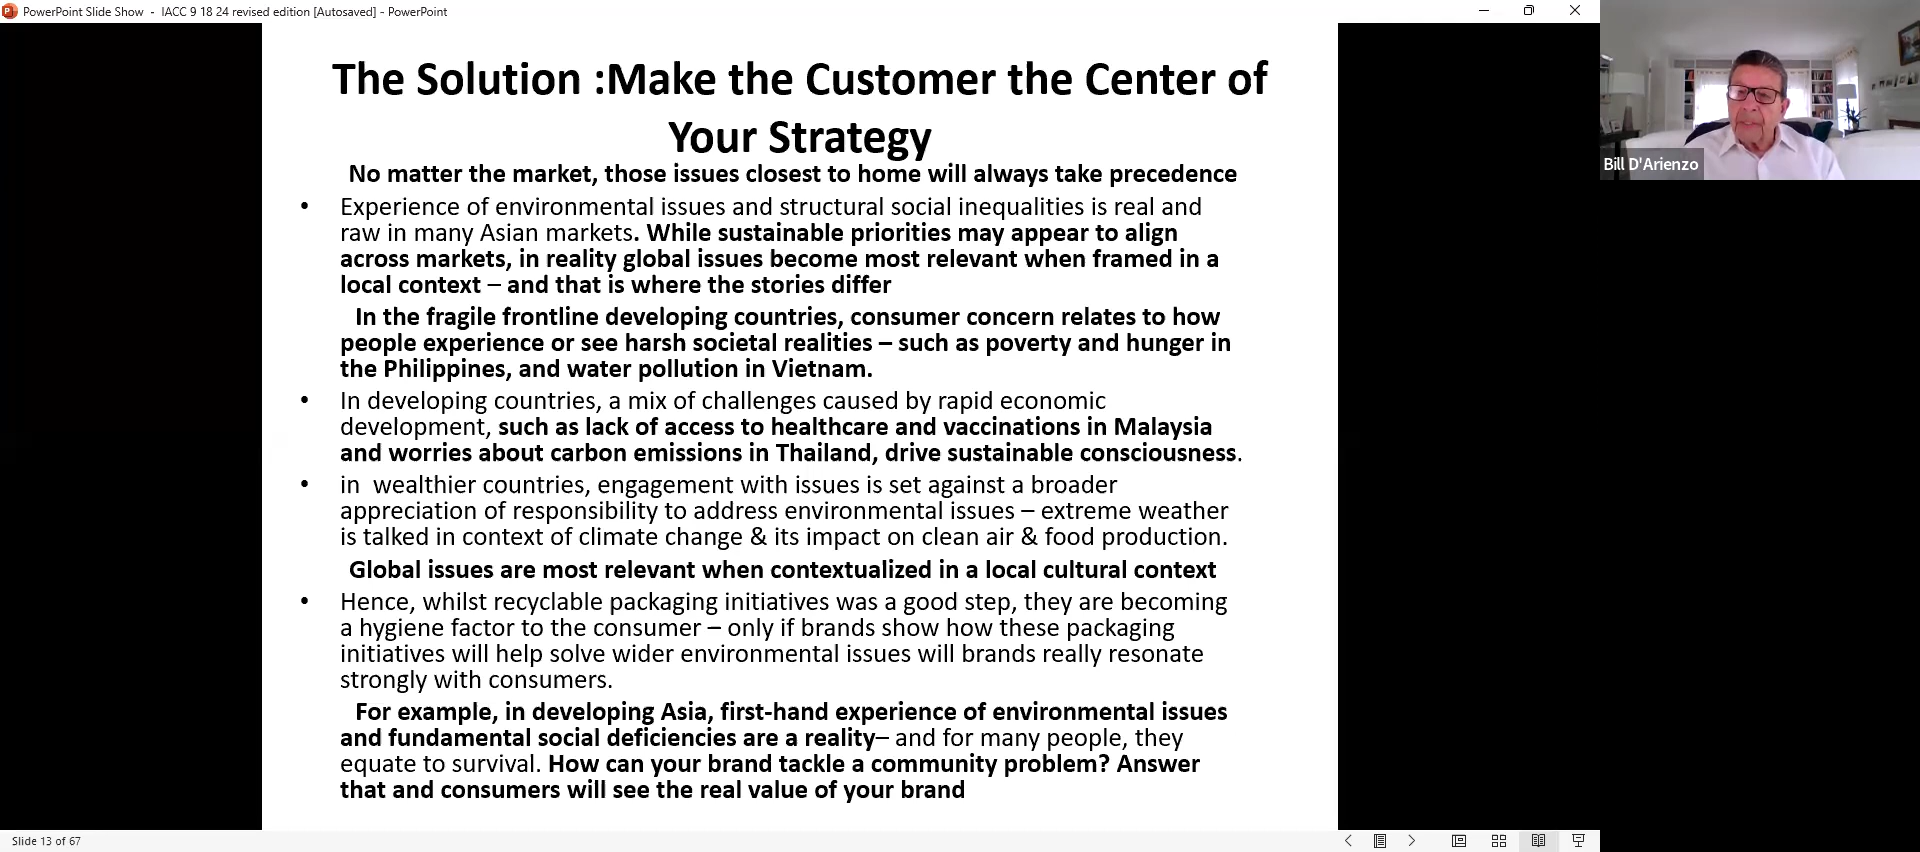 PowerPoint Slide Show - IACC 9 18 24 revised edition [Autosaved] - PowerPoint
The Solution :Make the Customer the Center of
Your Strategy
No matter the market, those issues closest to home will always take precedence
• Experience of environmental issues and structural social inequalities is real and
raw in many Asian markets. While sustainable priorities may appear to align
across markets, in reality global issues become most relevant when framed in a
local context – and that is where the stories differ
In the fragile frontline developing countries, consumer concern relates to how
people experience or see harsh societal realities – such as poverty and hunger in
the Philippines, and water pollution in Vietnam.
• In developing countries, a mix of challenges caused by rapid economic
development, such as lack of access to healthcare and vaccinations in Malaysia
and worries about carbon emissions in Thailand, drive sustainable consciousness.
• in  wealthier countries, engagement with issues is set against a broader
appreciation of responsibility to address environmental issues – extreme weather
is talked in context of climate change & its impact on clean air & food production.
Global issues are most relevant when contextualized in a local cultural context
• Hence, whilst recyclable packaging initiatives was a good step, they are becoming
a hygiene factor to the consumer – only if brands show how these packaging
initiatives will help solve wider environmental issues will brands really resonate
strongly with consumers.
For example, in developing Asia, first-hand experience of environmental issues
and fundamental social deficiencies are a reality– and for many people, they
equate to survival. How can your brand tackle a community problem? Answer
that and consumers will see the real value of your brand
Bill D'Arienzo
Slide 13 of 67